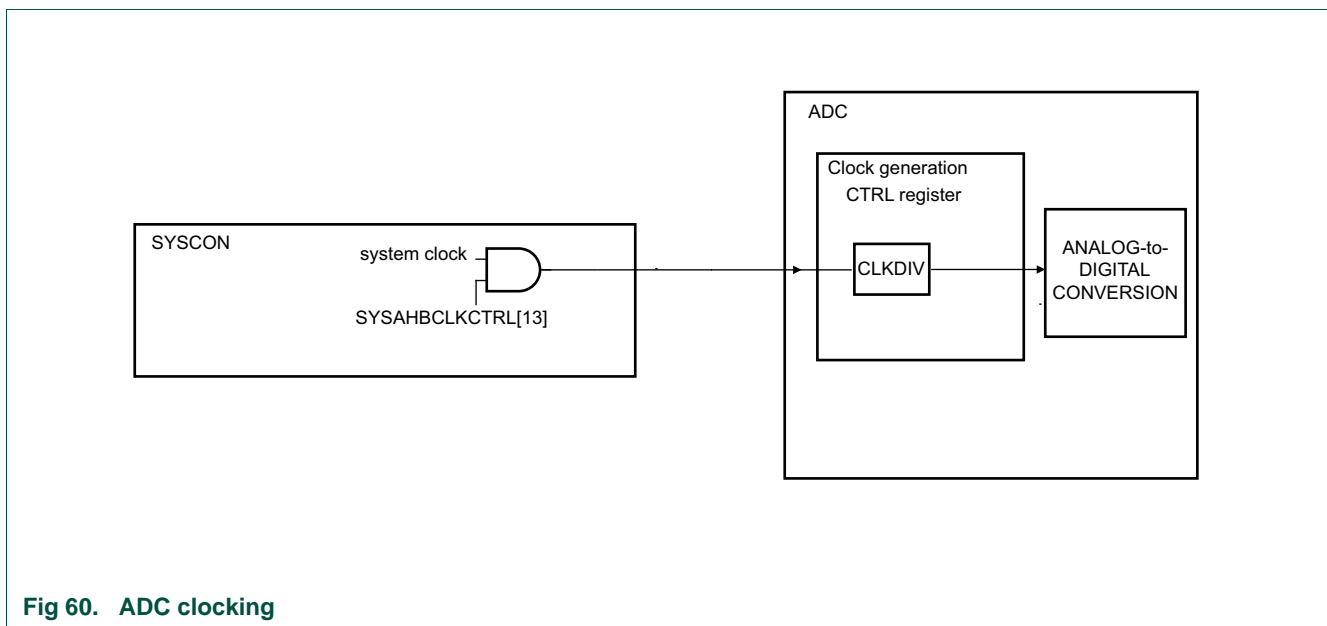 ADC
Clock generation
CTRL register
SYSCON
system clock
SYSAHBCLKCTRL[13]
CLKDIV
ANALOG-to-
DIGITAL
CONVERSION
Fig 60. ADC clocking